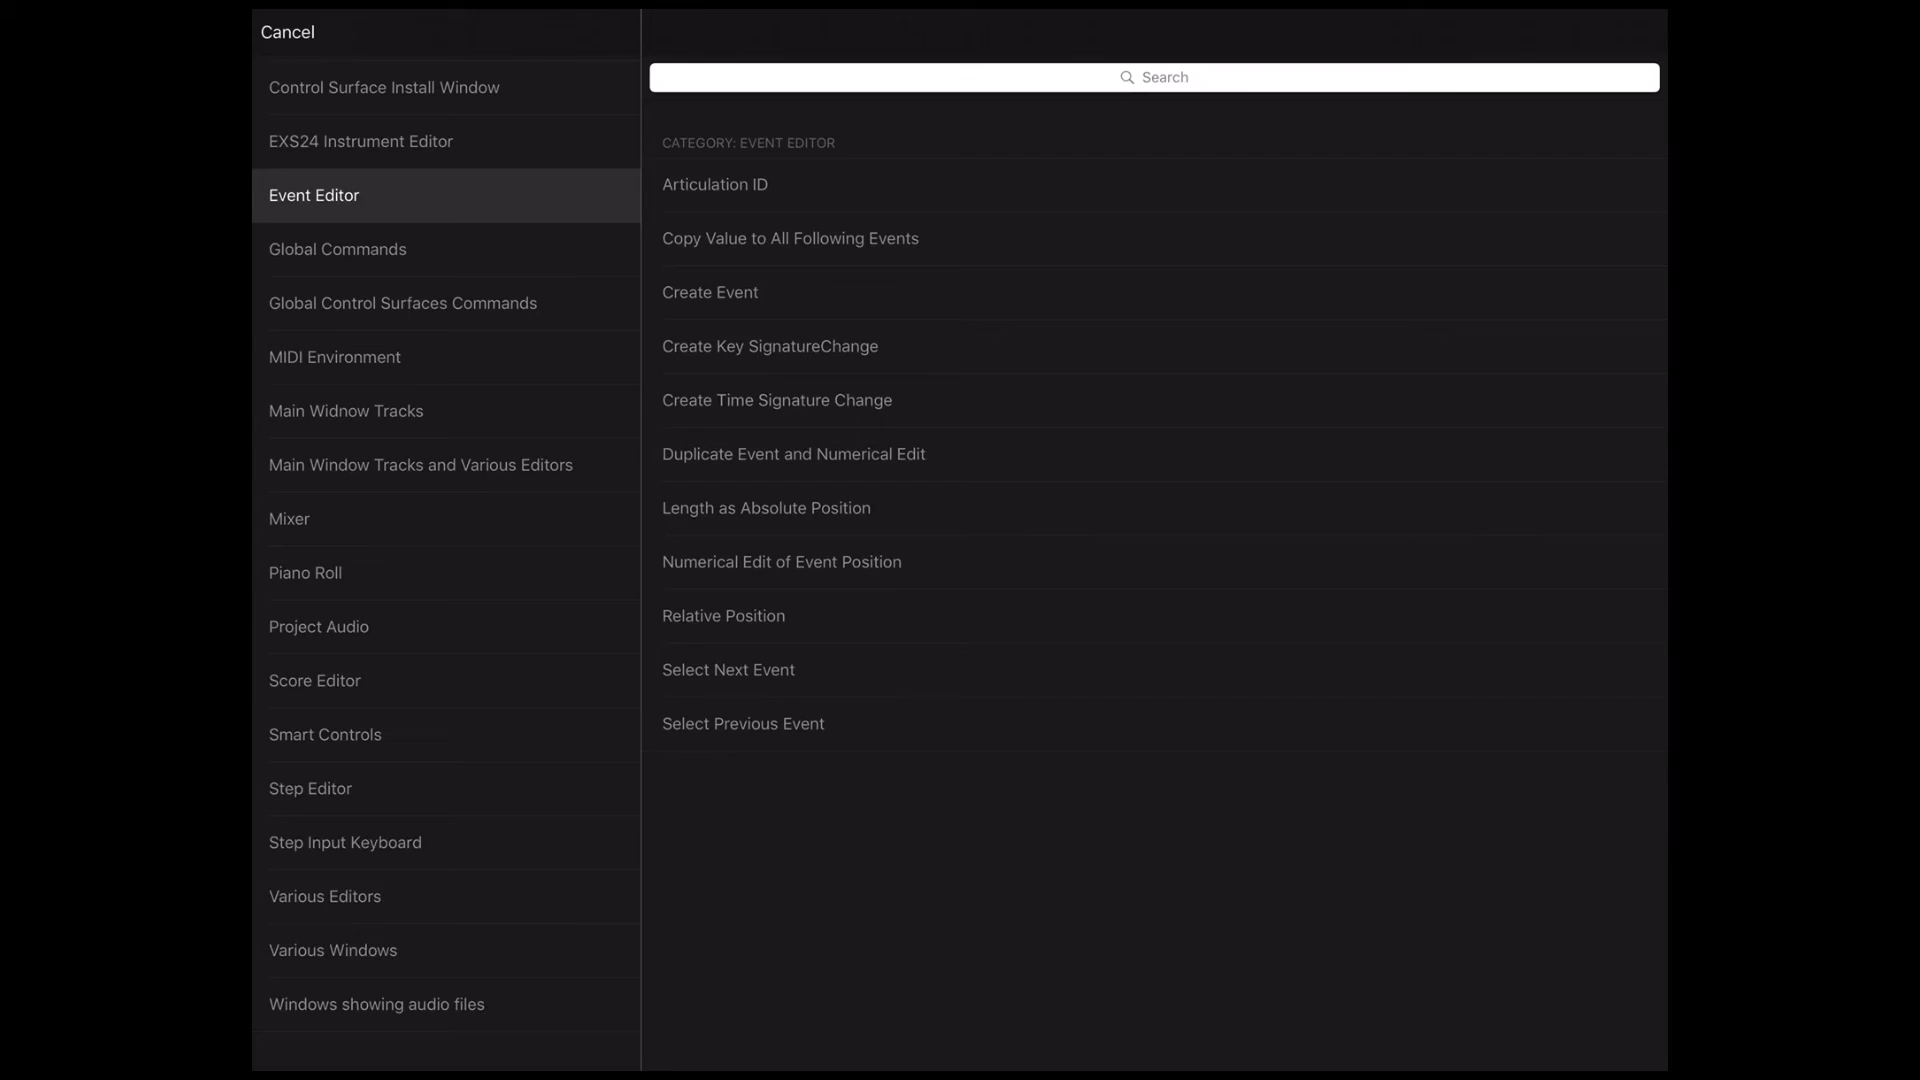 Cancel
Control Surface Install Window
EXS24 Instrument Editor
Event Editor
Global Commands
Global Control Surfaces Commands
MIDI Environment
Main Widnow Tracks
Main Window Tracks and Various Editors
Mixer
Piano Roll
Project Audio
Score Editor
Smart Controls
Step Editor
Step Input Keyboard
Various Editors
Various Windows
Windows showing audio files
Search
CATEGORY: EVENT EDITOR
Articulation ID
Copy Value to All Following Events
Create Event
Create Key SignatureChange
Create Time Signature Change
Duplicate Event and Numerical Edit
Length as Absolute Position
Numerical Edit of Event Position
Relative Position
Select Next Event
Select Previous Event